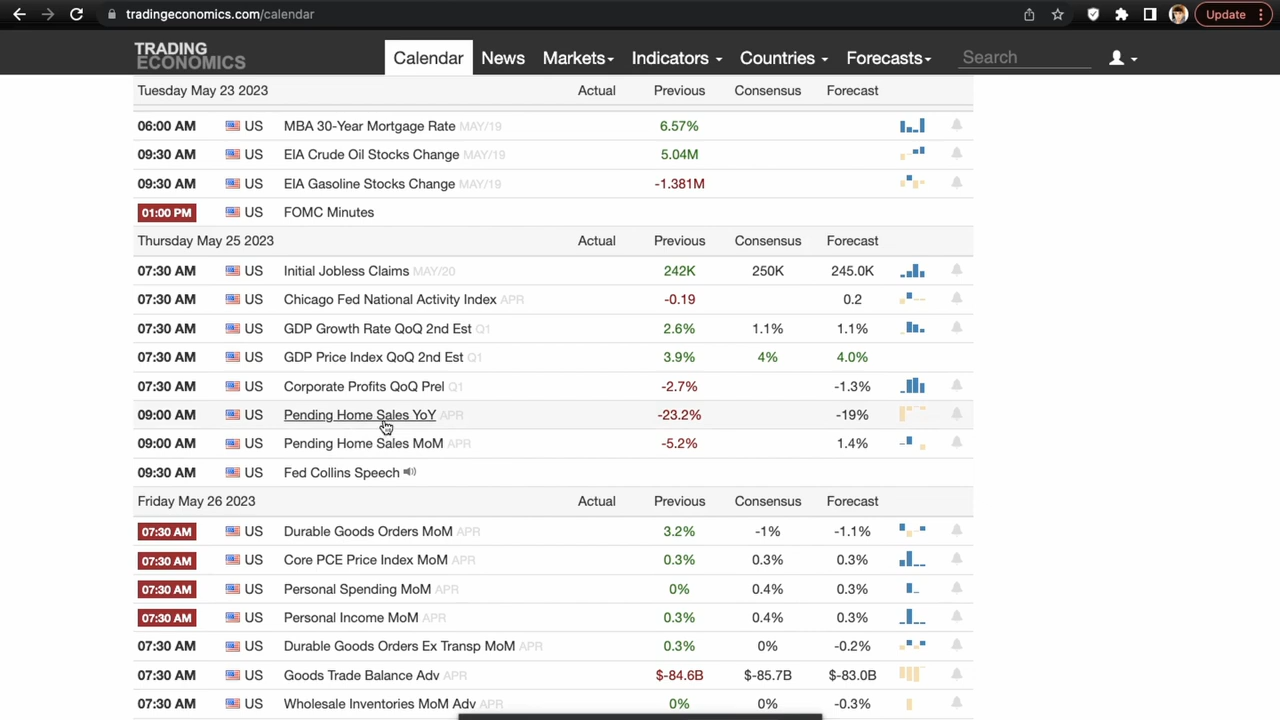 tradingeconomics.com/calendar Update
TRADING ECONOMICS Calendar News Markets Indicators Countries Forecasts Search
Tuesday May 23 2023 Actual Previous Consensus Forecast
06:00 AM US MBA 30-Year Mortgage Rate MAY/19 6.57%
09:30 AM US EIA Crude Oil Stocks Change MAY/19 5.04M
09:30 AM US EIA Gasoline Stocks Change MAY/19 -1.381M
01:00 PM US FOMC Minutes
Thursday May 25 2023 Actual Previous Consensus Forecast
07:30 AM US Initial Jobless Claims MAY/20 242K 250K 245.0K
07:30 AM US Chicago Fed National Activity Index APR -0.19 0.2
07:30 AM US GDP Growth Rate QoQ 2nd Est Q1 2.6% 1.1% 1.1%
07:30 AM US GDP Price Index QoQ 2nd Est Q1 3.9% 4% 4.0%
07:30 AM US Corporate Profits QoQ Prel Q1 -2.7% -1.3%
09:00 AM US Pending Home Sales YoY APR -23.2% -19%
09:00 AM US Pending Home Sales MoM APR -5.2% 1.4%
09:30 AM US Fed Collins Speech
Friday May 26 2023 Actual Previous Consensus Forecast
07:30 AM US Durable Goods Orders MoM APR 3.2% -1% -1.1%
07:30 AM US Core PCE Price Index MoM APR 0.3% 0.3% 0.3%
07:30 AM US Personal Spending MoM APR 0% 0.4% 0.3%
07:30 AM US Personal Income MoM APR 0.3% 0.4% 0.3%
07:30 AM US Durable Goods Orders Ex Transp MoM APR 0.3% 0% -0.2%
07:30 AM US Goods Trade Balance Adv APR $-84.6B $-85.7B $-83.0B
07:30 AM US Wholesale Inventories MoM Adv APR 0% 0% -0.3%